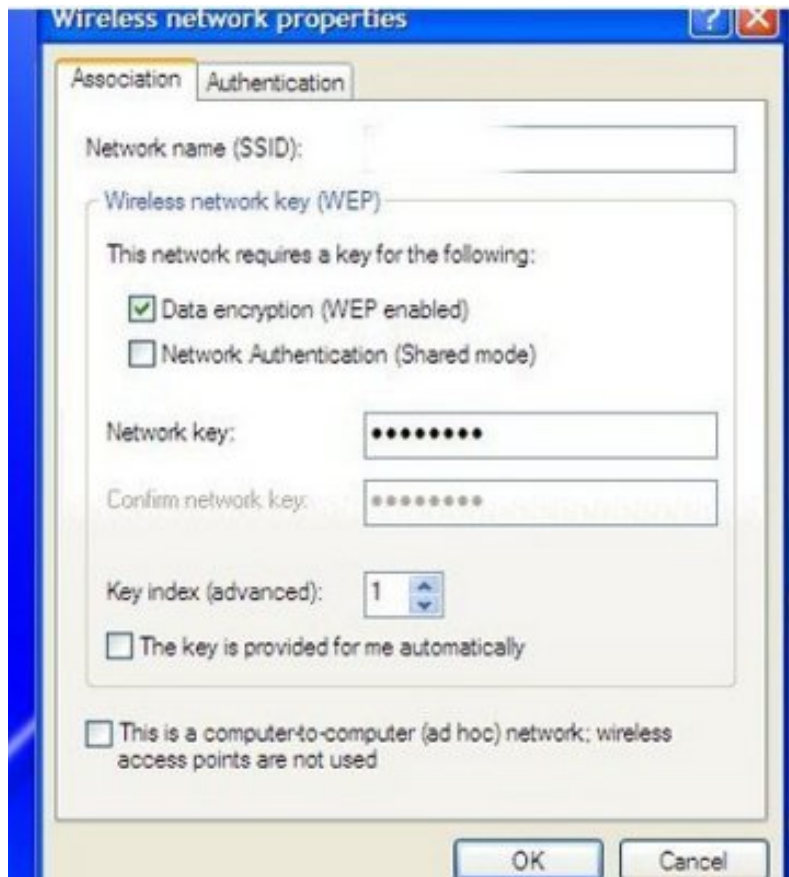 Wireless network properties
Association
Authentication
Network name (SSID):
Wireless network key (WEP)
This network requires a key for the following:
Data encryption (WEP enabled)
Network Authentication (Shared mode)
Network key: ••••••••
Confirm network key: ••••••••
Key index (advanced): 1
The key is provided for me automatically
This is a computer-to-computer (ad hoc) network; wireless
access points are not used
OK
Cancel